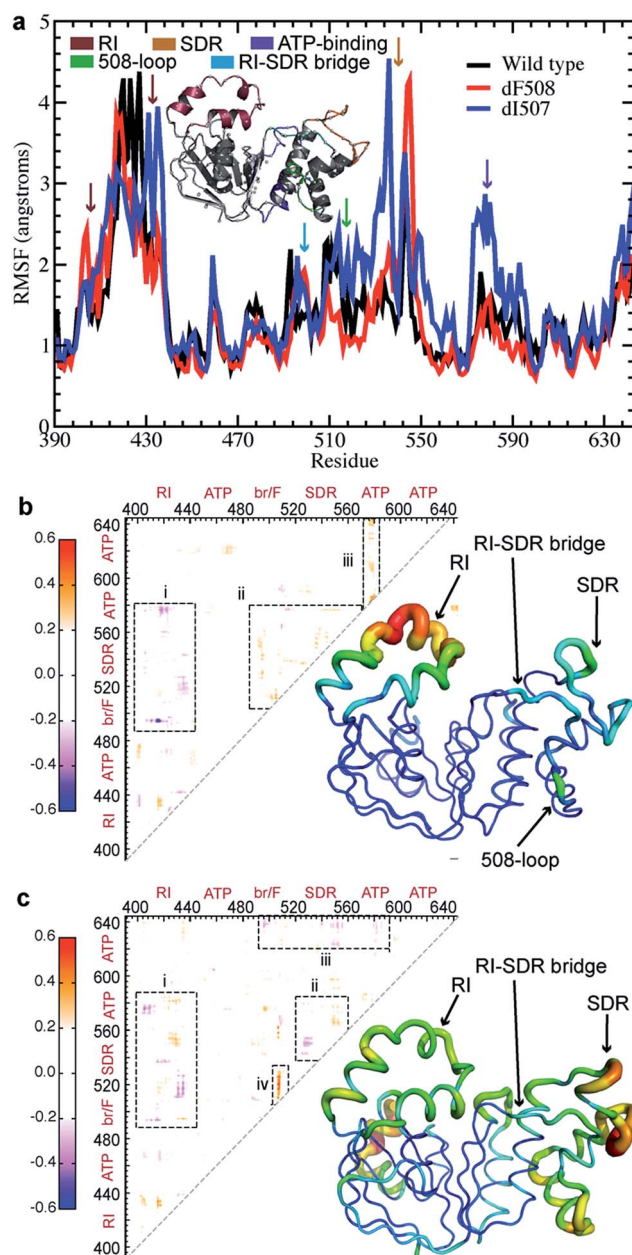 a
RI SDR ATP-binding
508-loop RI-SDR bridge
Wild type
dF508
dI507
RMSF (angstroms)
5
4
3
2
1
0
390 430 470 510 550 590 630
Residue
b
RI ATP br/F SDR ATP ATP
400 440 480 520 560 600 640
0.6
0.4
0.2
0.0
-0.2
-0.4
-0.6
ATP
ATP
SDR
br/F
ATP
RI
640
600
560
520
480
440
400
i
ii
iii
RI-SDR bridge
RI
SDR
508-loop
c
RI ATP br/F SDR ATP ATP
400 440 480 520 560 600 640
0.6
0.4
0.2
0.0
-0.2
-0.4
-0.6
ATP
ATP
SDR
br/F
ATP
RI
640
600
560
520
480
440
400
i
ii
iii
iv
RI-SDR bridge
RI
SDR